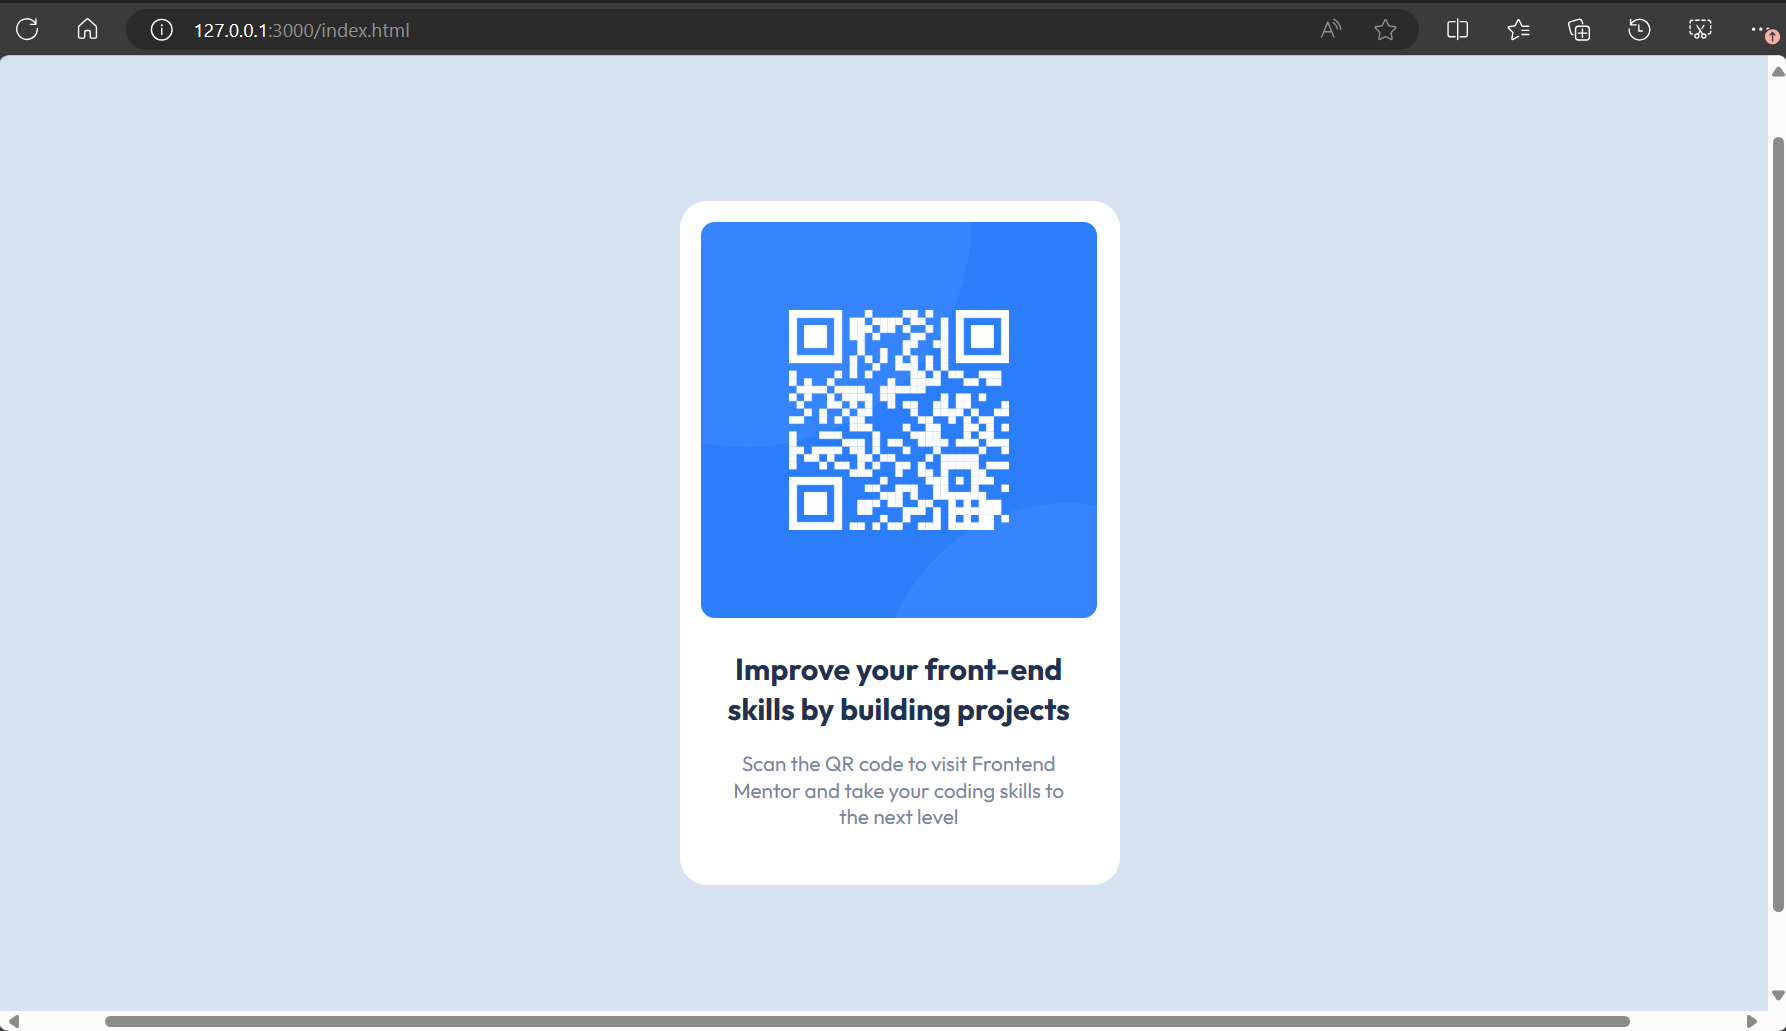 127.0.0.1:3000/index.html
Improve your front-end
skills by building projects
Scan the QR code to visit Frontend
Mentor and take your coding skills to
the next level